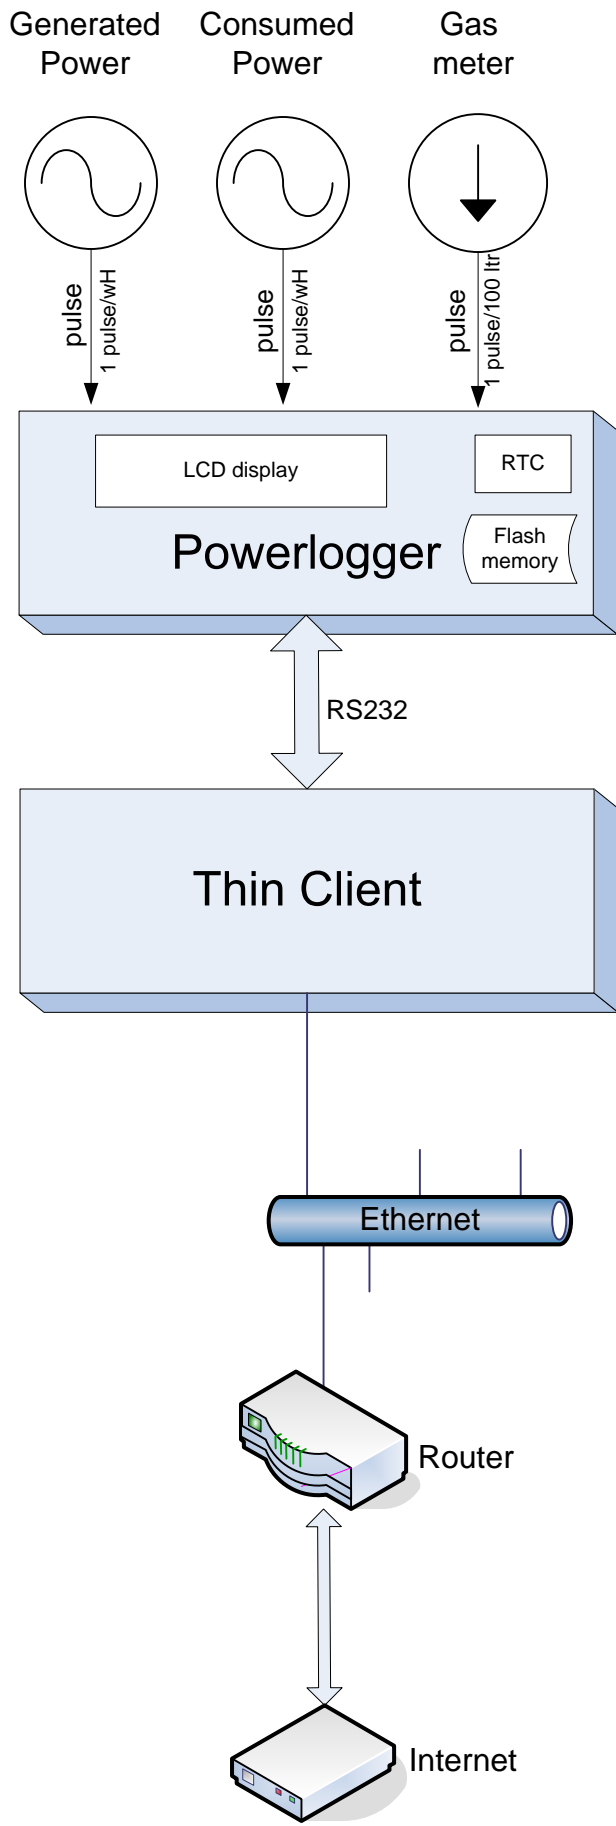 Generated
Power
Consumed
Power
Gas
meter
pulse
1 pulse/wH
pulse
1 pulse/wH
pulse
1 pulse/100 ltr
LCD display
RTC
Powerlogger
Flash
memory
RS232
Thin Client
Ethernet
Router
Internet